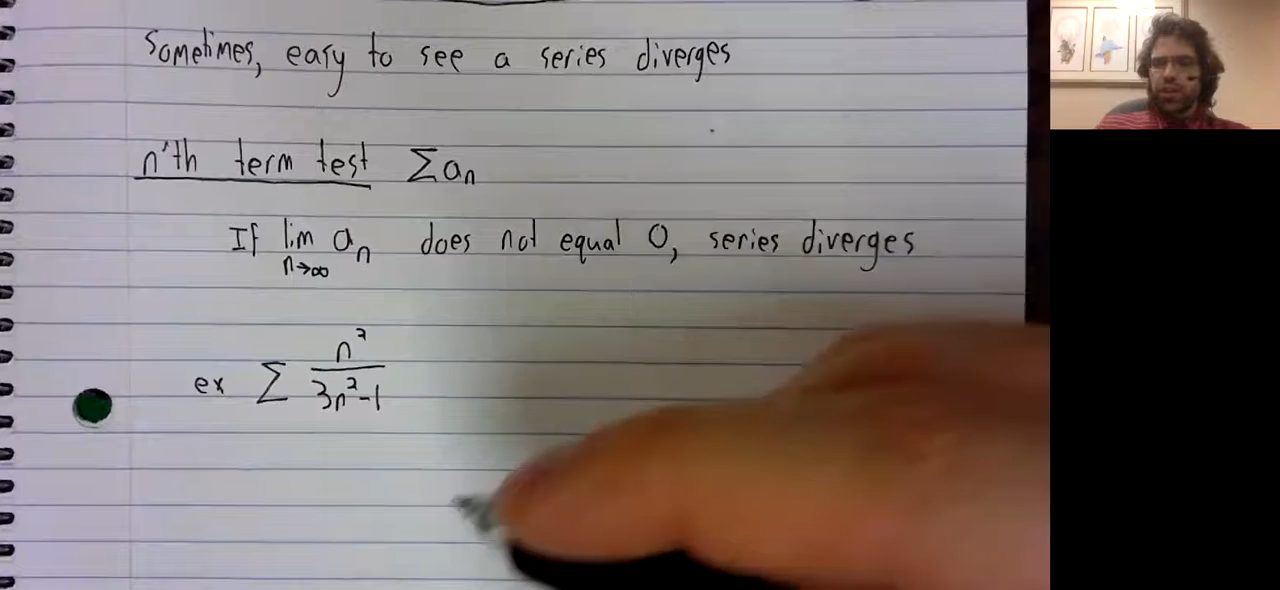 Sometimes, easy to see a series diverges
n'th term test Σan
If lim n→∞ an does not equal 0, series diverges
ex Σ n²/3n²-1